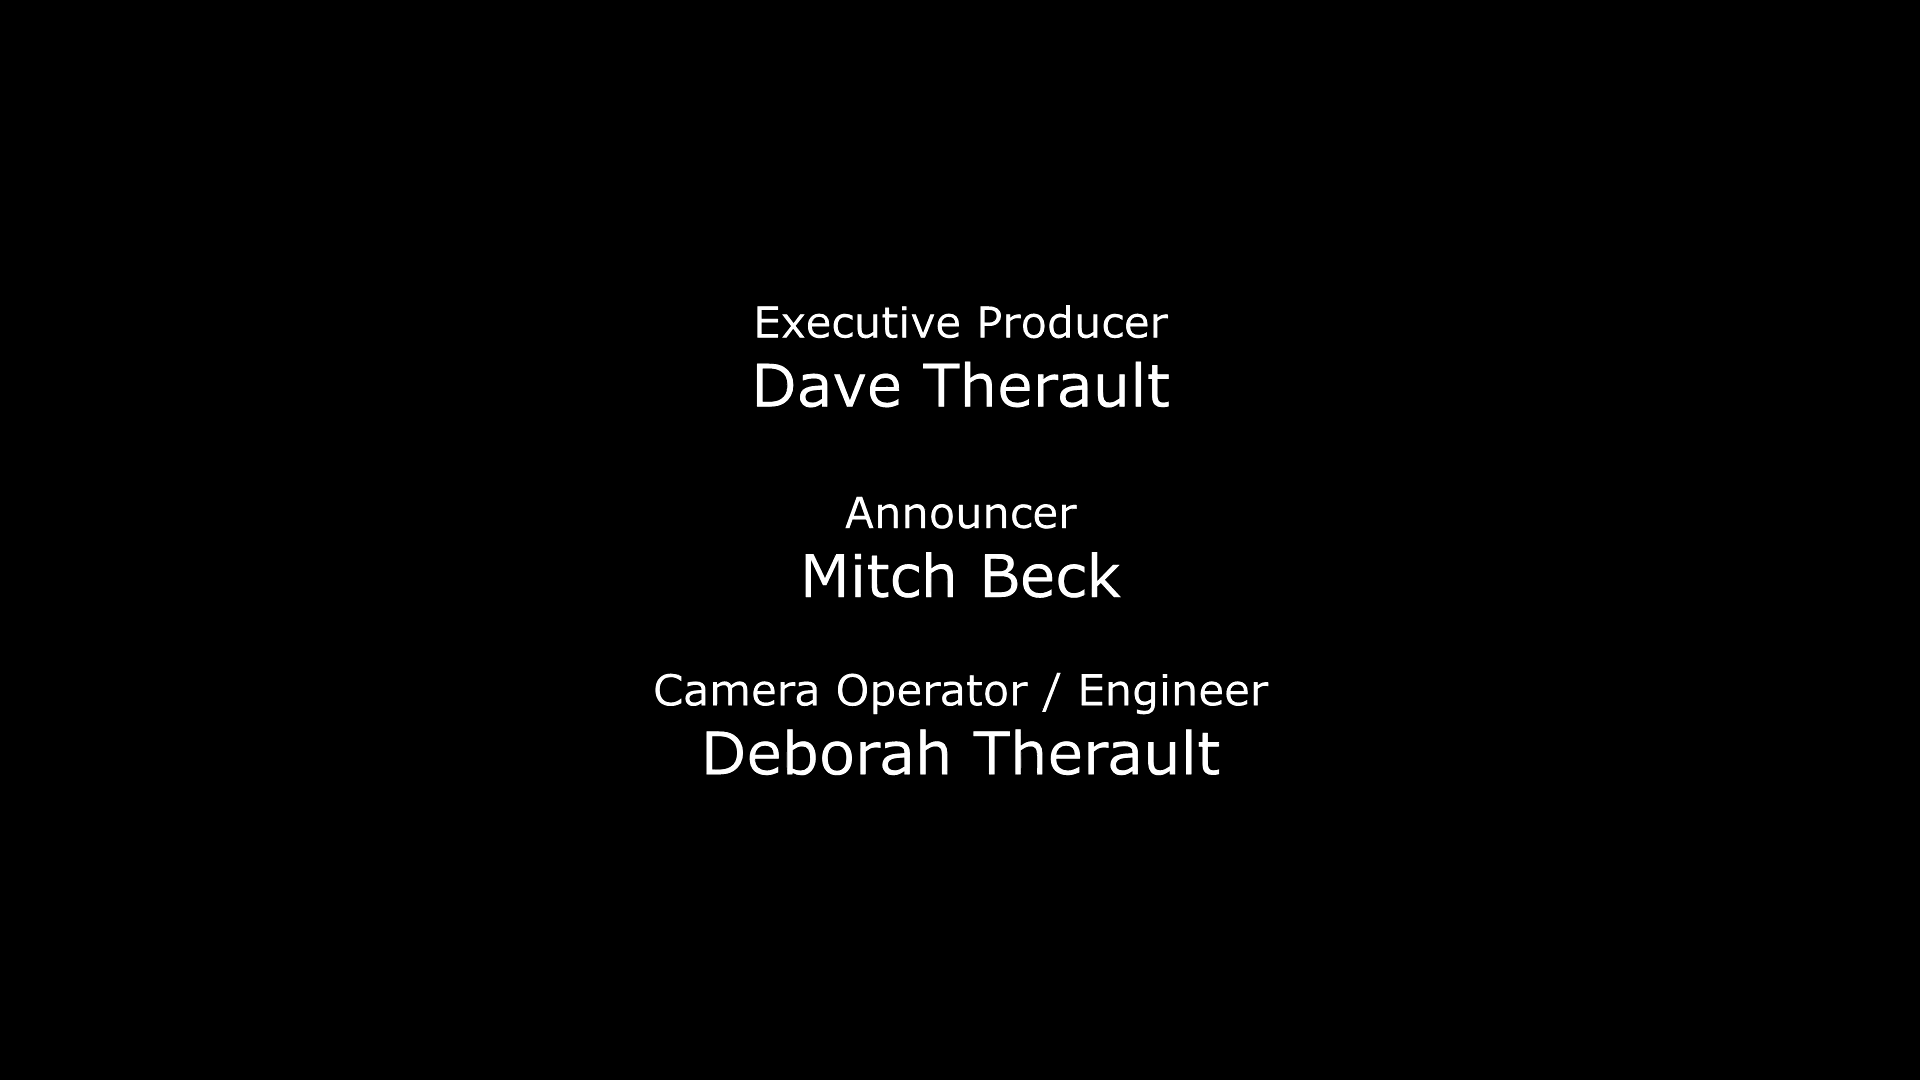 Executive Producer
Dave Therault
Announcer
Mitch Beck
Camera Operator / Engineer
Deborah Therault